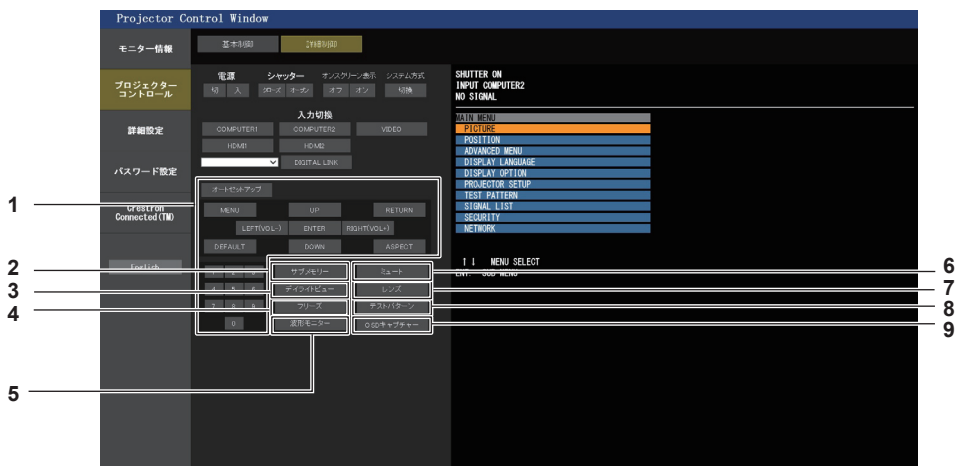 Projector Control Window
モニター情報
プロジェクター
コントロール
詳細設定
パスワード設定
Crestron
Connected(TM)
English
基本制御
詳細制御
電源
シャッター
オンスクリーン表示
システム方式
切
入
クローズ
オープン
オフ
オン
切換
入力切換
COMPUTER1
COMPUTER2
VIDEO
HDMI1
HDMI2
DIGITAL LINK
オートセットアップ
MENU
UP
RETURN
LEFT(VOL-)
ENTER
RIGHT(VOL+)
DEFAULT
DOWN
ASPECT
1
2
3
サブメモリー
ミュート
4
5
6
デイライトビュー
レンズ
7
8
9
フリーズ
テストパターン
0
波形モニター
OSDキャプチャー
SHUTTER ON
INPUT COMPUTER2
NO SIGNAL
MAIN MENU
PICTURE
POSITION
ADVANCED MENU
DISPLAY LANGUAGE
DISPLAY OPTION
PROJECTOR SETUP
TEST PATTERN
SIGNAL LIST
SECURITY
NETWORK
↑↓ MENU SELECT
ENT: SUB MENU
1
2
3
4
5
6
7
8
9